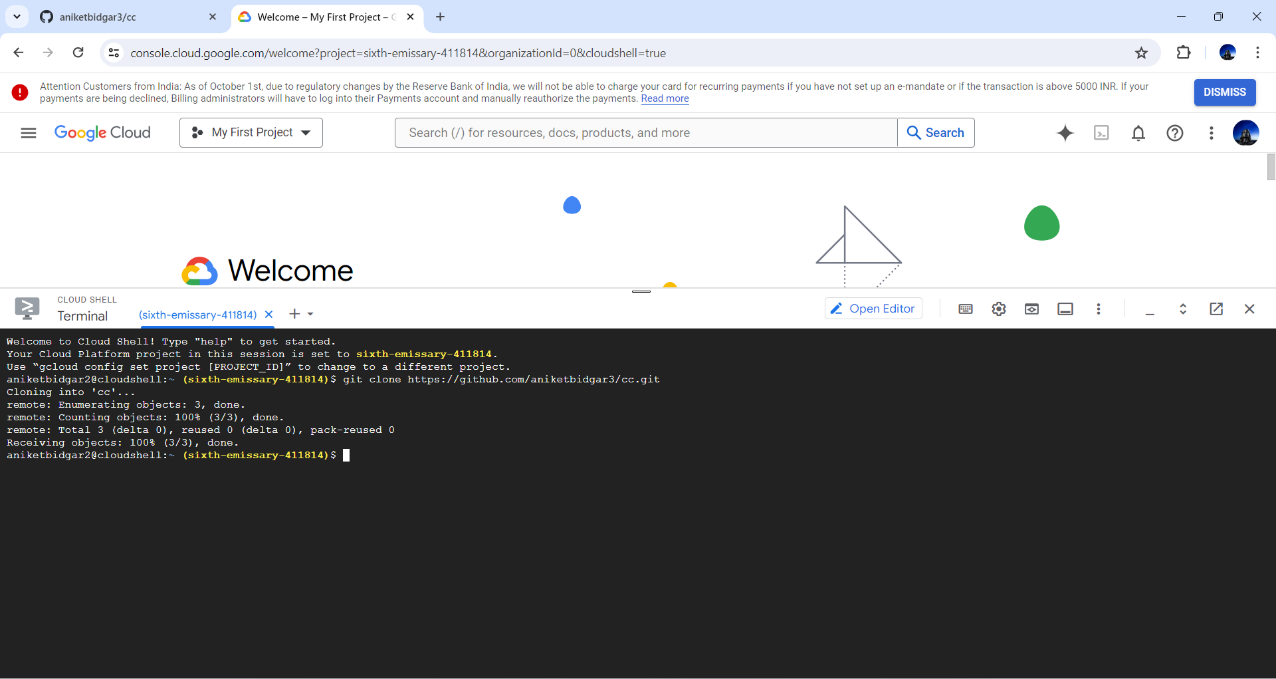 aniketbidgar3/cc
Welcome – My First Project – G
console.cloud.google.com/welcome?project=sixth-emissary-411814&organizationId=0&cloudshell=true
Attention Customers from India: As of October 1st, due to regulatory changes by the Reserve Bank of India, we will not be able to charge your card for recurring payments if you have not set up an e-mandate or if the transaction is above 5000 INR. If your
payments are being declined, Billing administrators will have to log into their Payments account and manually reauthorize the payments. Read more
DISMISS
Google Cloud
My First Project
Search (/) for resources, docs, products, and more
Search
Welcome
CLOUD SHELL
Terminal
(sixth-emissary-411814)
Open Editor
Welcome to Cloud Shell! Type "help" to get started.
Your Cloud Platform project in this session is set to sixth-emissary-411814.
Use “gcloud config set project [PROJECT_ID]” to change to a different project.
aniketbidgar2@cloudshell:~ (sixth-emissary-411814)$ git clone https://github.com/aniketbidgar3/cc.git
Cloning into 'cc'...
remote: Enumerating objects: 3, done.
remote: Counting objects: 100% (3/3), done.
remote: Total 3 (delta 0), reused 0 (delta 0), pack-reused 0
Receiving objects: 100% (3/3), done.
aniketbidgar2@cloudshell:~ (sixth-emissary-411814)$